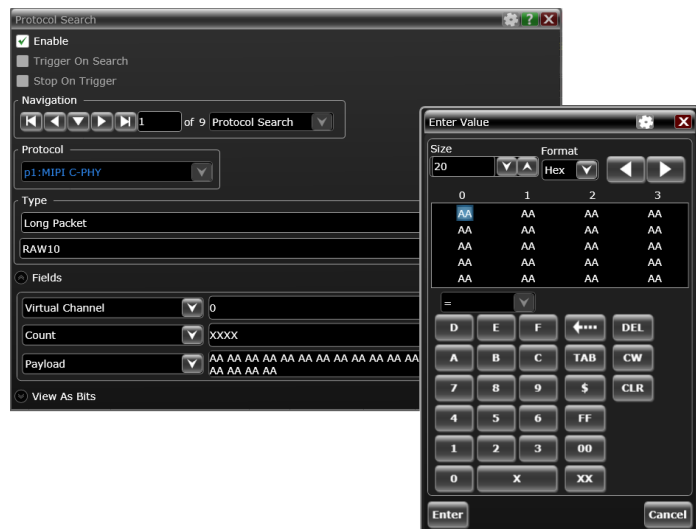 Protocol Search
Enable
Trigger On Search
Stop On Trigger
Navigation
1 of 9 Protocol Search
Protocol
p1:MIPI C-PHY
Type
Long Packet
RAW10
Fields
Virtual Channel 0
Count XXXX
Payload AA AA AA AA AA AA AA AA AA AA AA AA
AA AA AA AA
View As Bits
Enter Value
Size Format
20 Hex
0 1 2 3
AA AA AA AA
AA AA AA AA
AA AA AA AA
AA AA AA AA
AA AA AA AA
=
D E F DEL
A B C TAB CW
7 8 9 $ CLR
4 5 6 FF
1 2 3 00
0 X XX
Enter Cancel